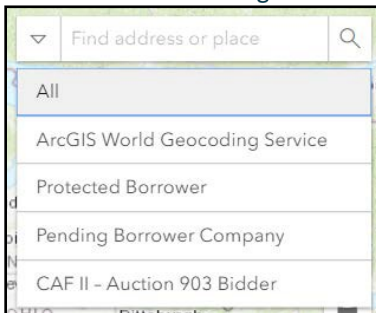 Find address or place
All
ArcGIS World Geocoding Service
Protected Borrower
Pending Borrower Company
CAF II – Auction 903 Bidder